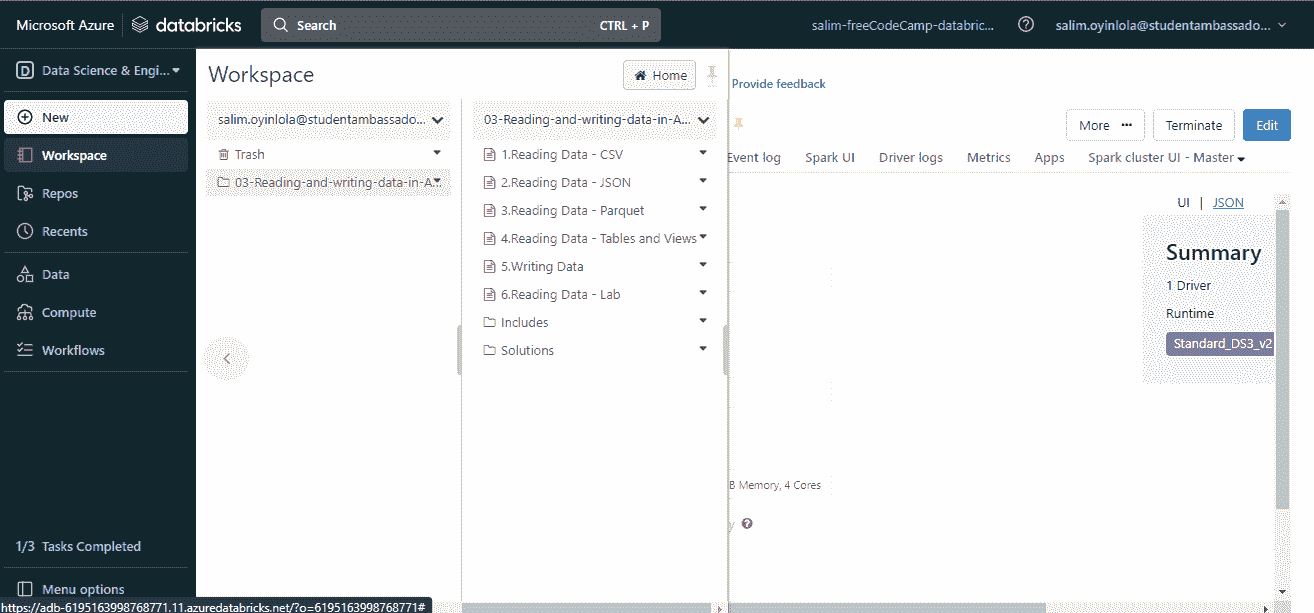 Microsoft Azure databricks Search CTRL + P salim-freeCodeCamp-databric... salim.oyinlola@studentambassado...
Data Science & Engi...
New
Workspace
Repos
Recents
Data
Compute
Workflows
1/3 Tasks Completed
Menu options
https://adb-6195163998768771.11.azuredatabricks.net/?o=6195163998768771#
Workspace Home
salim.oyinlola@studentambassado...
Trash
03-Reading-and-writing-data-in-A...
03-Reading-and-writing-data-in-A...
1.Reading Data - CSV
2.Reading Data - JSON
3.Reading Data - Parquet
4.Reading Data - Tables and Views
5.Writing Data
6.Reading Data - Lab
Includes
Solutions
Provide feedback
More ... Terminate Edit
Event log Spark UI Driver logs Metrics Apps Spark cluster UI - Master
UI | JSON
Summary
1 Driver
Runtime
Standard_DS3_v2
B Memory, 4 Cores
y